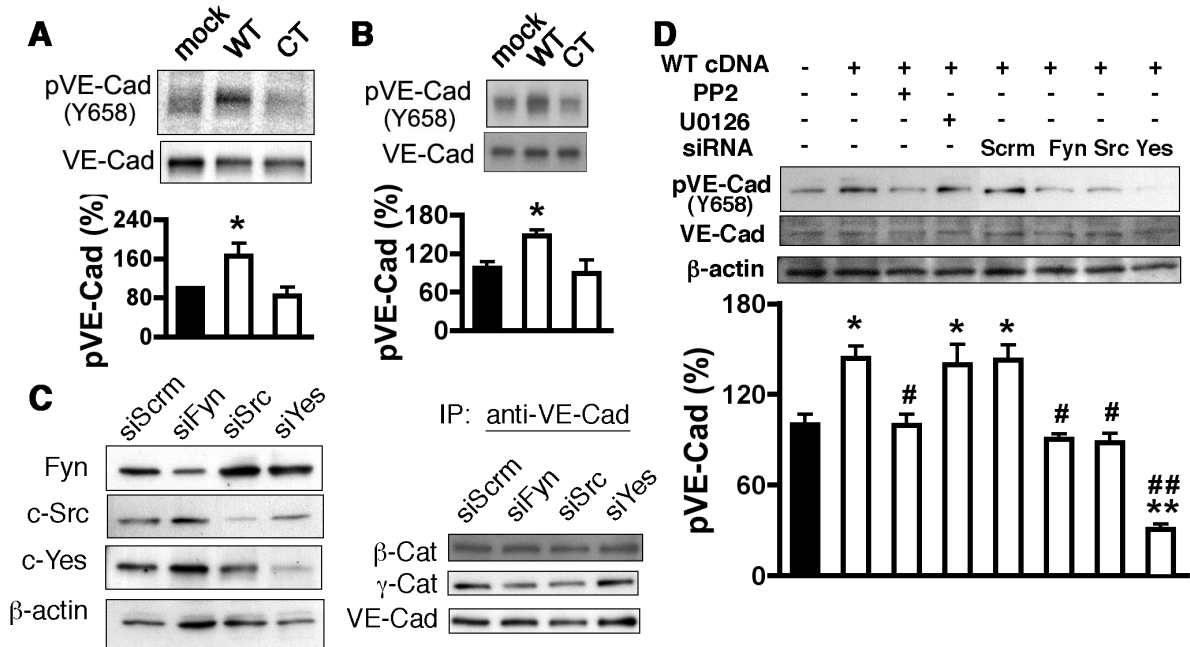 A
mock WT CT
pVE-Cad
(Y658)
VE-Cad
pVE-Cad (%)
240
160
80
0
*
B
mock WT CT
pVE-Cad
(Y658)
VE-Cad
pVE-Cad (%)
180
120
60
0
*
C
siScrm siFyn siSrc siYes
Fyn
c-Src
c-Yes
β-actin
IP: anti-VE-Cad
siScrm siFyn siSrc siYes
β-Cat
γ-Cat
VE-Cad
D
WT cDNA - + + + + + + +
PP2 - - + - - - - -
U0126 - - - + - - - -
siRNA - - - - Scrm Fyn Src Yes
pVE-Cad
(Y658)
VE-Cad
β-actin
pVE-Cad (%)
180
120
60
0
* # * * # # ##
**